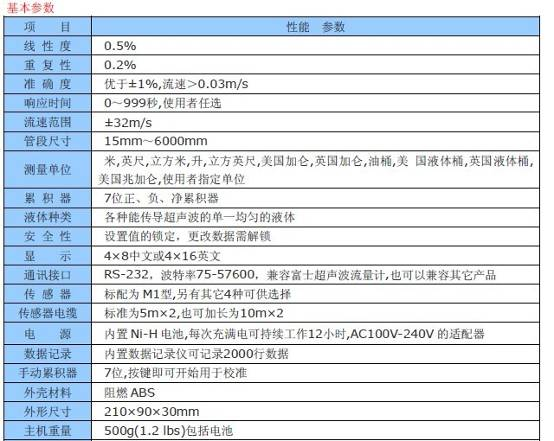 基本参数
项 目 性能 参数
线 性 度 0.5%
重 复 性 0.2%
准 确 度 优于±1%,流速>0.03m/s
响应时间 0～999秒,使用者任选
流速范围 ±32m/s
管段尺寸 15mm～6000mm
测量单位 米,英尺,立方米,升,立方英尺,美国加仑,英国加仑,油桶,美 国液体桶,英国液体桶,
美国兆加仑,使用者指定单位
累 积 器 7位正、负、净累积器
液体种类 各种能传导超声波的单一均匀的液体
安 全 性 设置值的锁定，更改数据需解锁
显 示 4×8中文或4×16英文
通讯接口 RS-232，波特率75-57600，兼容富士超声波流量计,也可以兼容其它产品
传 感 器 标配为 M1型,另有其它4种可供选择
传感器电缆 标准为5m×2,也可加长为10m×2
电 源 内置 Ni-H 电池,每次充满电可持续工作12小时,AC100V-240V 的适配器
数据记录 内置数据记录仪可记录2000行数据
手动累积器 7位,按键即可开始用于校准
外壳材料 阻燃 ABS
外形尺寸 210×90×30mm
主机重量 500g(1.2 lbs)包括电池